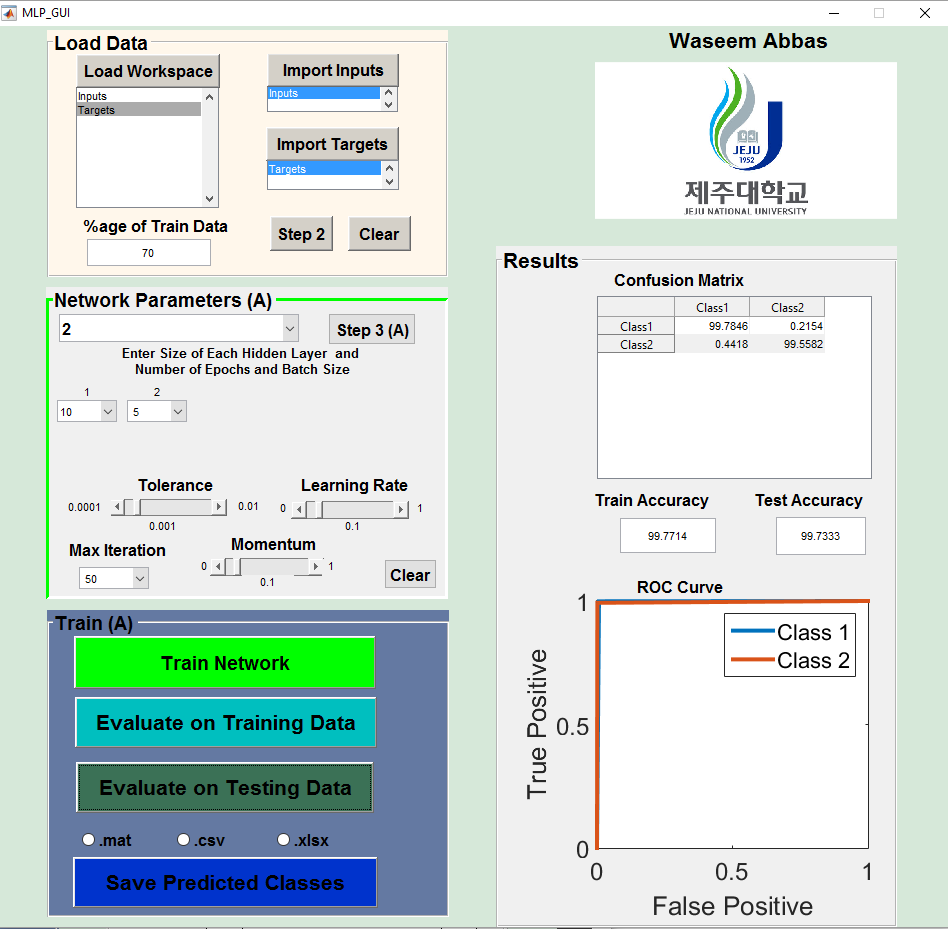 MLP_GUI
Load Data
Load Workspace
Inputs
Targets
Import Inputs
Inputs
Import Targets
Targets
%age of Train Data
70
Step 2
Clear
Network Parameters (A)
2
Step 3 (A)
Enter Size of Each Hidden Layer and
Number of Epochs and Batch Size
1 2
10 5
Tolerance
0.0001 0.01
0.001
Learning Rate
0 1
0.1
Max Iteration
50
Momentum
0 1
0.1
Clear
Train (A)
Train Network
Evaluate on Training Data
Evaluate on Testing Data
.mat .csv .xlsx
Save Predicted Classes
Waseem Abbas
JEJU
1952
제주대학교
JEJU NATIONAL UNIVERSITY
Results
Confusion Matrix
Class1 Class2
Class1 99.7846 0.2154
Class2 0.4418 99.5582
Train Accuracy Test Accuracy
99.7714 99.7333
ROC Curve
Class 1
Class 2
True Positive
1
0.5
0
0 0.5 1
False Positive